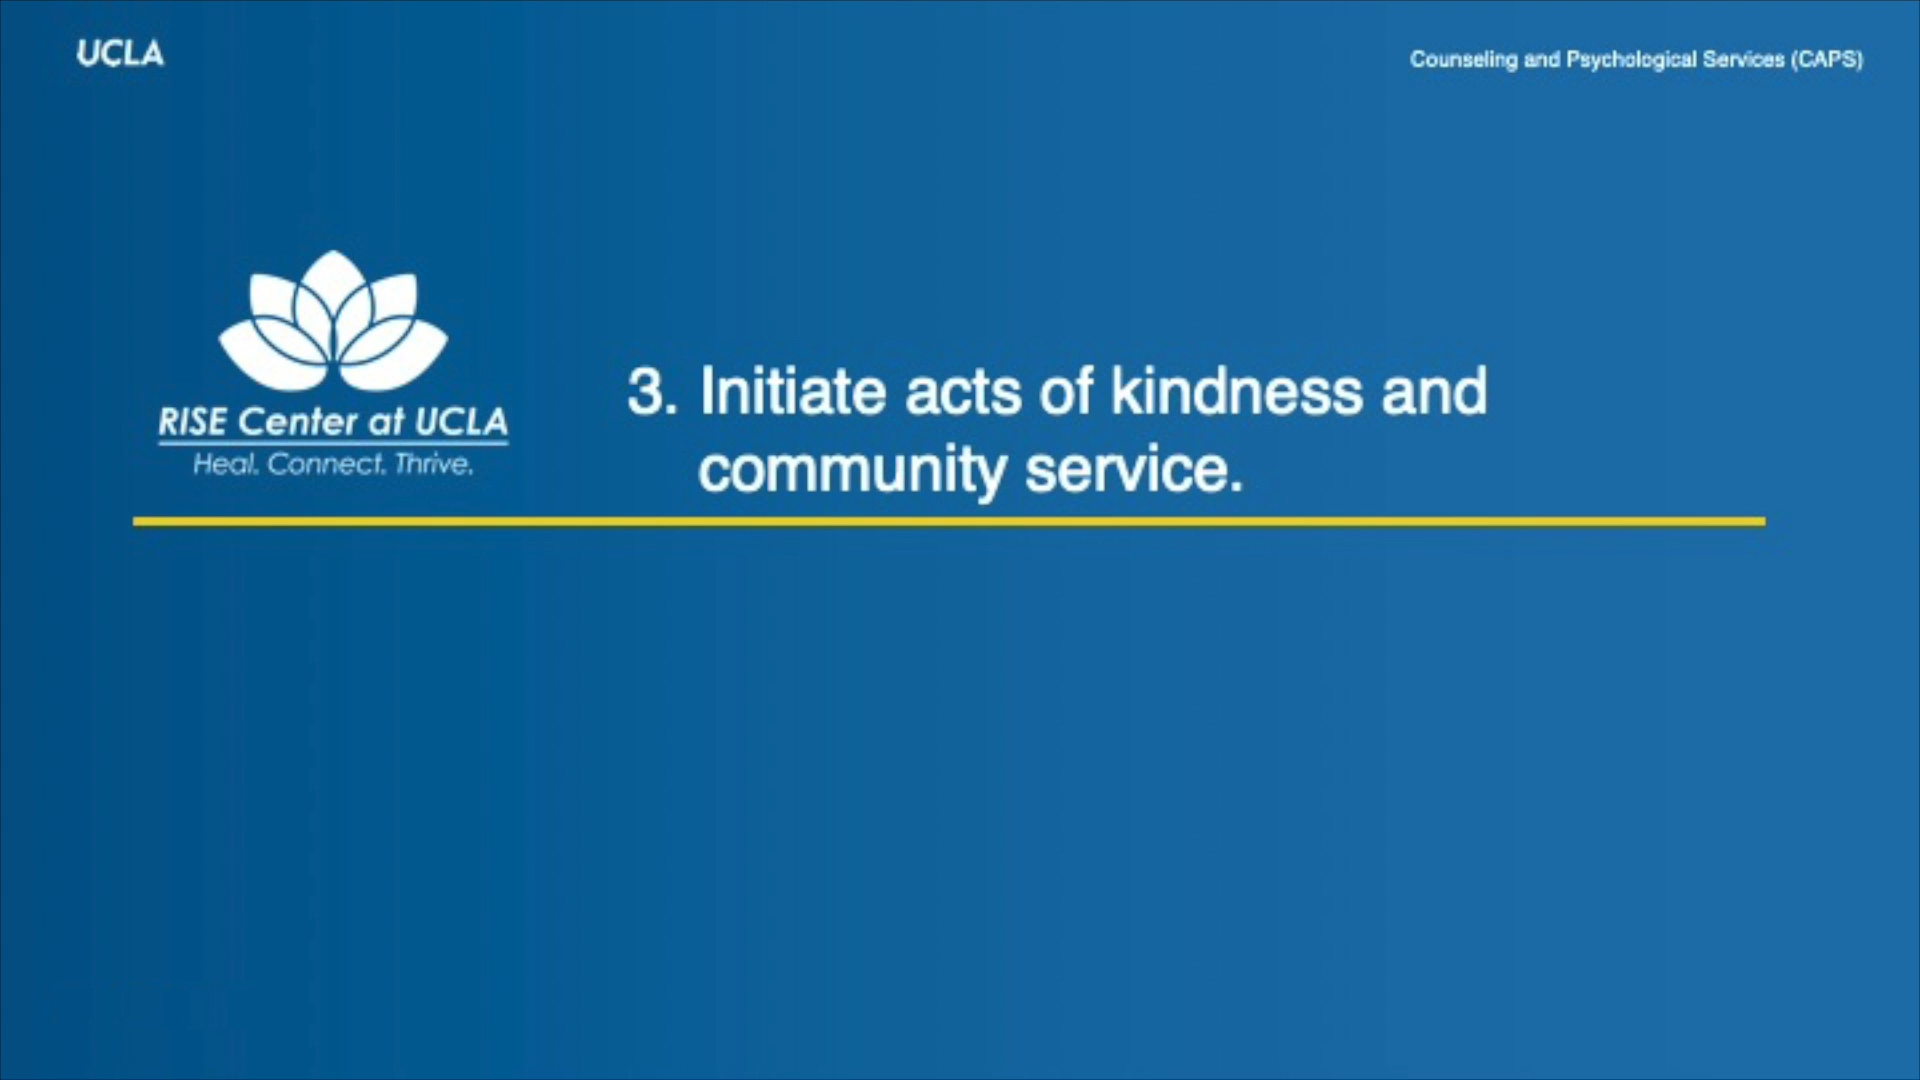 UCLA
Counseling and Psychological Services (CAPS)
RISE Center at UCLA
Heal. Connect. Thrive.
3. Initiate acts of kindness and
community service.